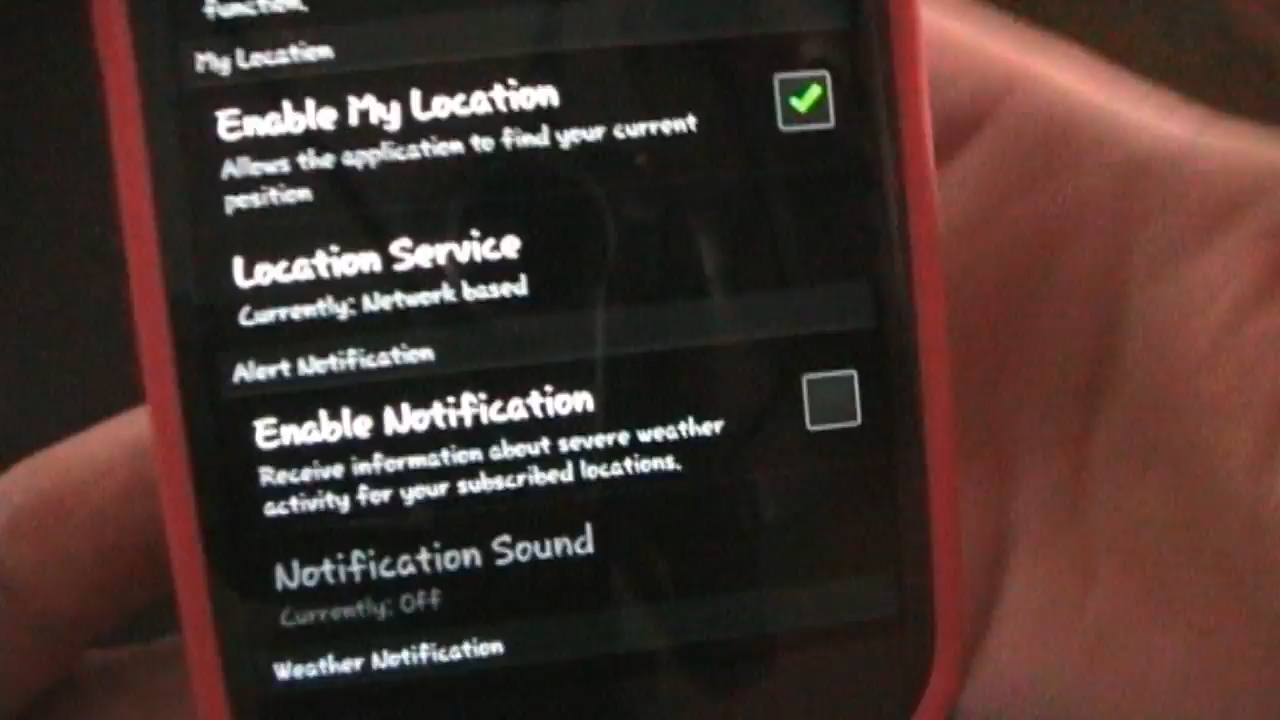 function.
My Location
Enable My Location
Allows the application to find your current
position
Location Service
Currently: Network based
Alert Notification
Enable Notification
Receive information about severe weather
activity for your subscribed locations.
Notification Sound
Currently: Off
Weather Notification